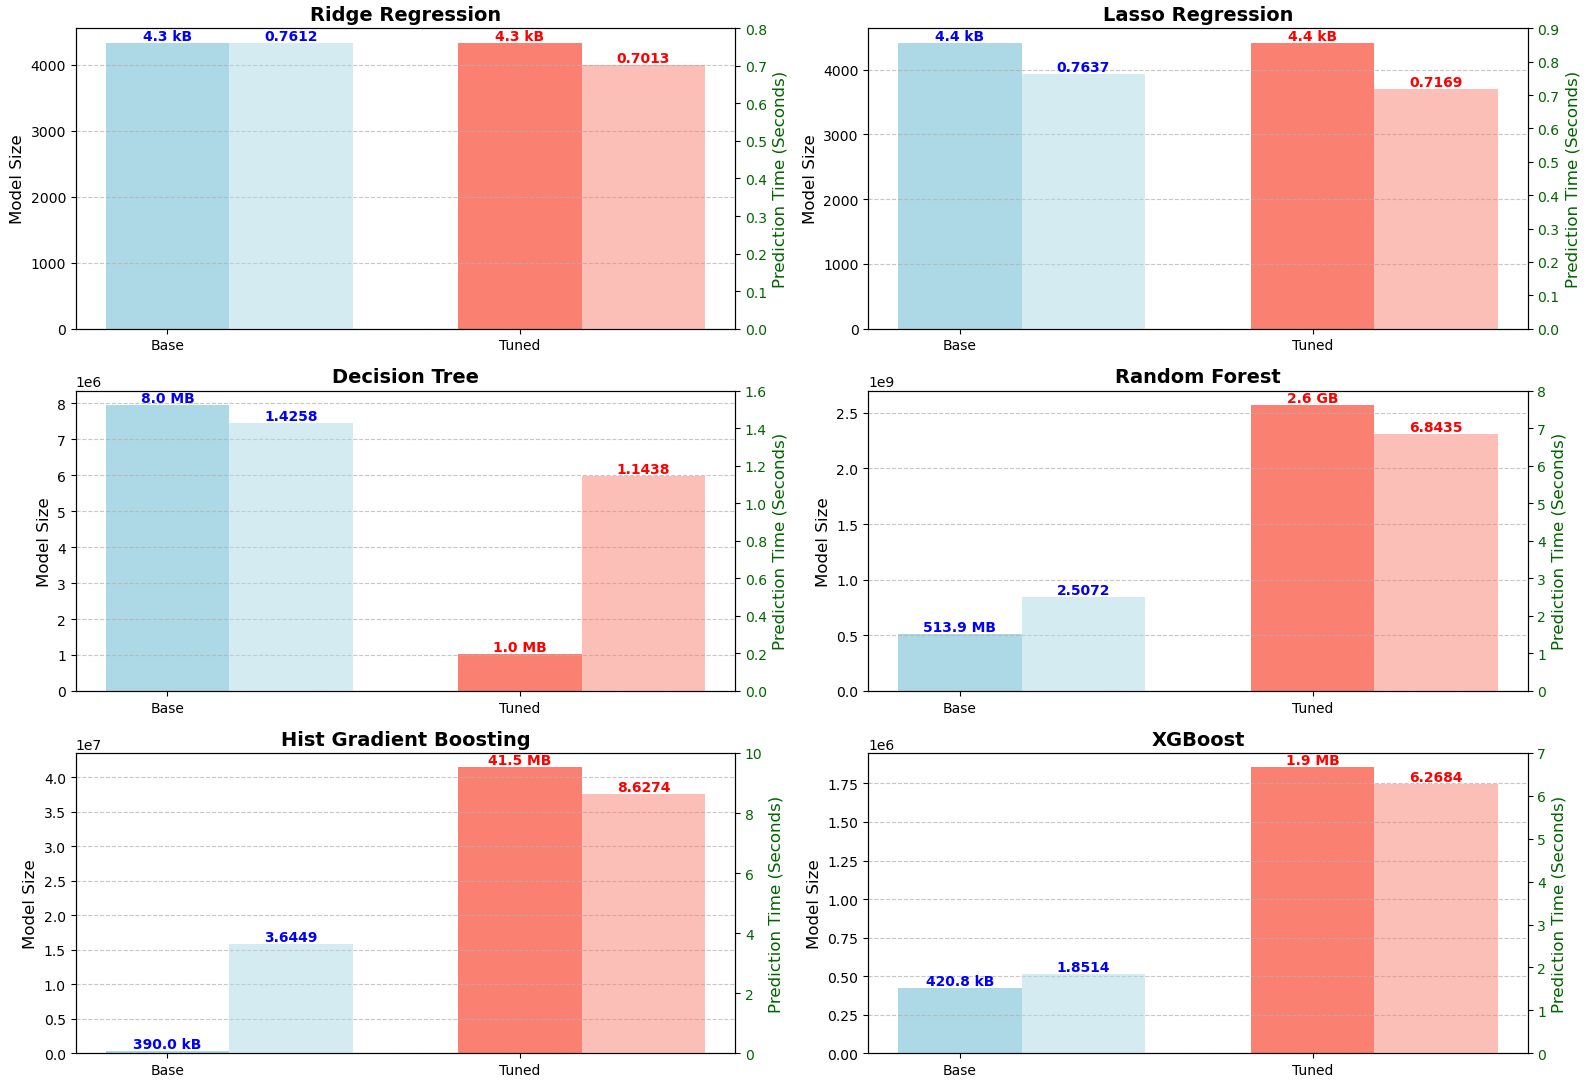 Ridge Regression
4.3 kB
0.7612
4.3 kB
0.7013
Model Size
4000
3000
2000
1000
0
0.8
0.7
0.6
0.5
0.4
0.3
0.2
0.1
0.0
Prediction Time (Seconds)
Base
Tuned
Lasso Regression
4.4 kB
0.7637
4.4 kB
0.7169
Model Size
4000
3000
2000
1000
0
0.9
0.8
0.7
0.6
0.5
0.4
0.3
0.2
0.1
0.0
Prediction Time (Seconds)
Base
Tuned
Decision Tree
1e6
8.0 MB
1.4258
1.0 MB
1.1438
Model Size
8
7
6
5
4
3
2
1
0
1.6
1.4
1.2
1.0
0.8
0.6
0.4
0.2
0.0
Prediction Time (Seconds)
Base
Tuned
Random Forest
1e9
513.9 MB
2.5072
2.6 GB
6.8435
Model Size
2.5
2.0
1.5
1.0
0.5
0.0
8
7
6
5
4
3
2
1
0
Prediction Time (Seconds)
Base
Tuned
Hist Gradient Boosting
1e7
390.0 kB
3.6449
41.5 MB
8.6274
Model Size
4.0
3.5
3.0
2.5
2.0
1.5
1.0
0.5
0.0
10
8
6
4
2
0
Prediction Time (Seconds)
Base
Tuned
XGBoost
1e6
420.8 kB
1.8514
1.9 MB
6.2684
Model Size
1.75
1.50
1.25
1.00
0.75
0.50
0.25
0.00
7
6
5
4
3
2
1
0
Prediction Time (Seconds)
Base
Tuned